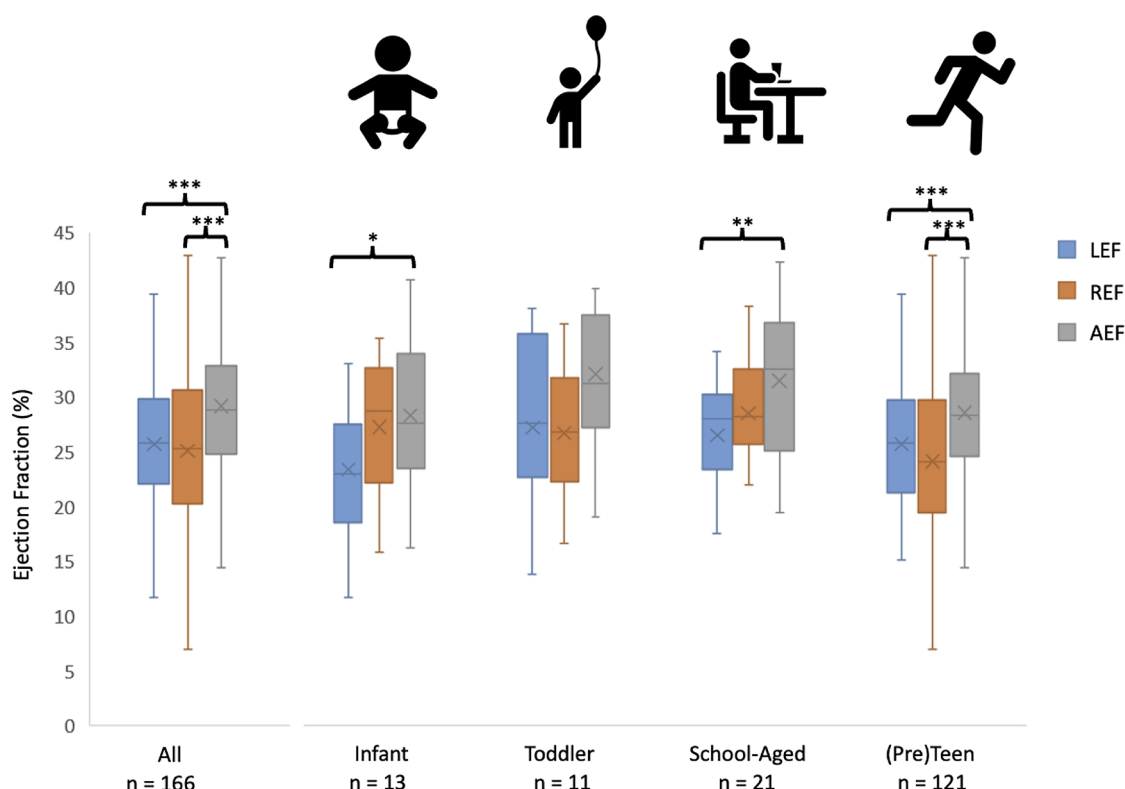 ***
***
***
***
**
*
45
40
35
30
25
20
15
10
5
0
Ejection Fraction (%)
LEF
REF
AEF
All
n = 166
Infant
n = 13
Toddler
n = 11
School-Aged
n = 21
(Pre)Teen
n = 121